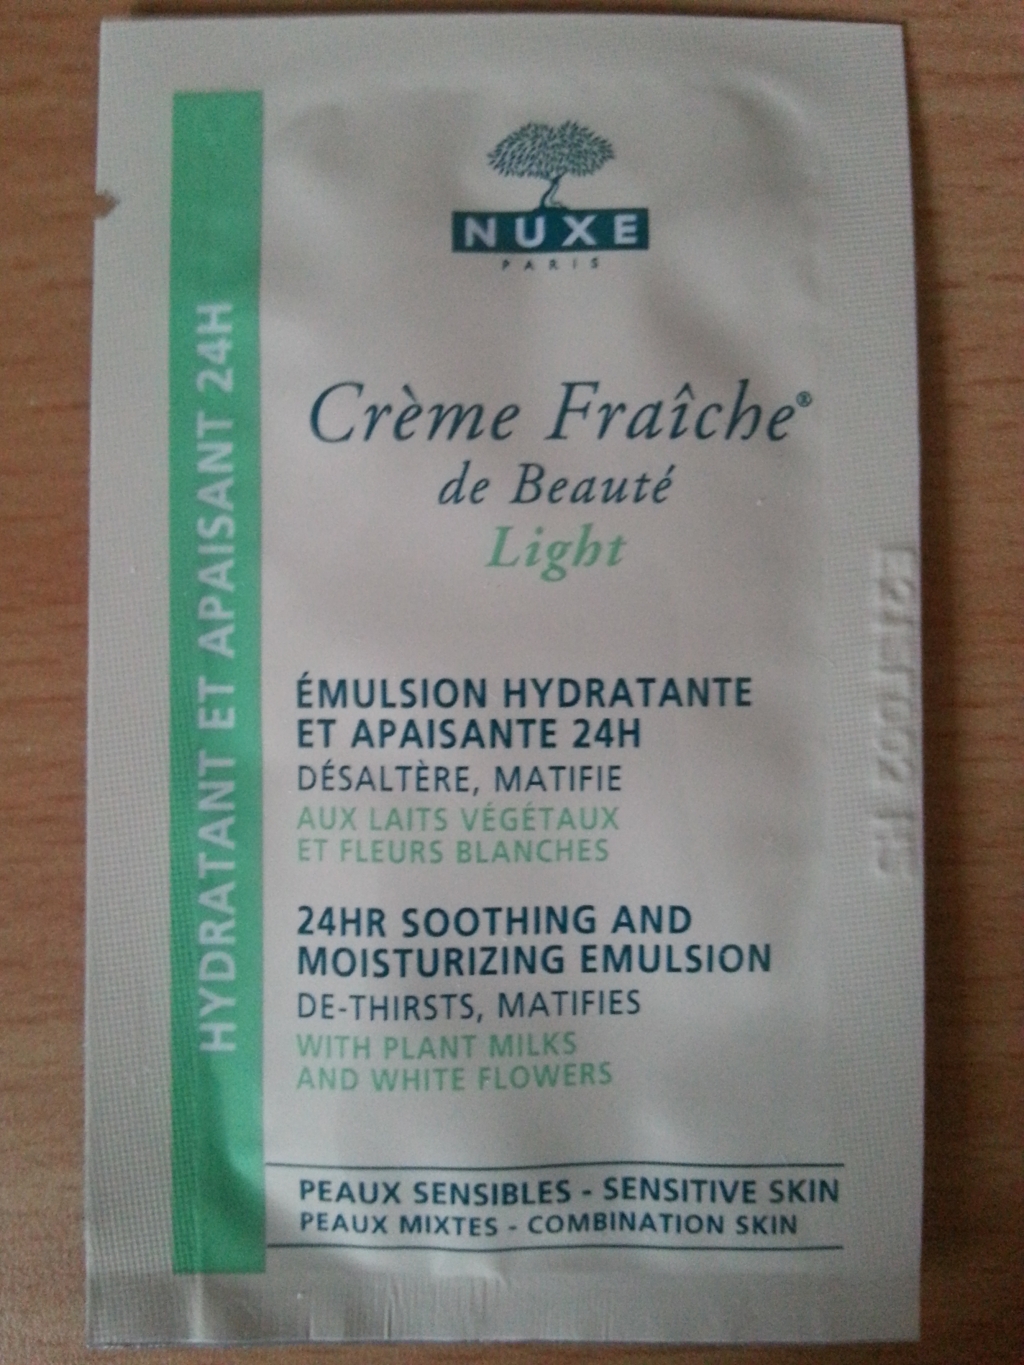 NUXE
PARIS
Crème Fraîche®
de Beauté
Light
HYDRATANT ET APAISANT 24H
ÉMULSION HYDRATANTE
ET APAISANTE 24H
DÉSALTÈRE, MATIFIE
AUX LAITS VÉGÉTAUX
ET FLEURS BLANCHES
24HR SOOTHING AND
MOISTURIZING EMULSION
DE-THIRSTS, MATIFIES
WITH PLANT MILKS
AND WHITE FLOWERS
PEAUX SENSIBLES - SENSITIVE SKIN
PEAUX MIXTES - COMBINATION SKIN